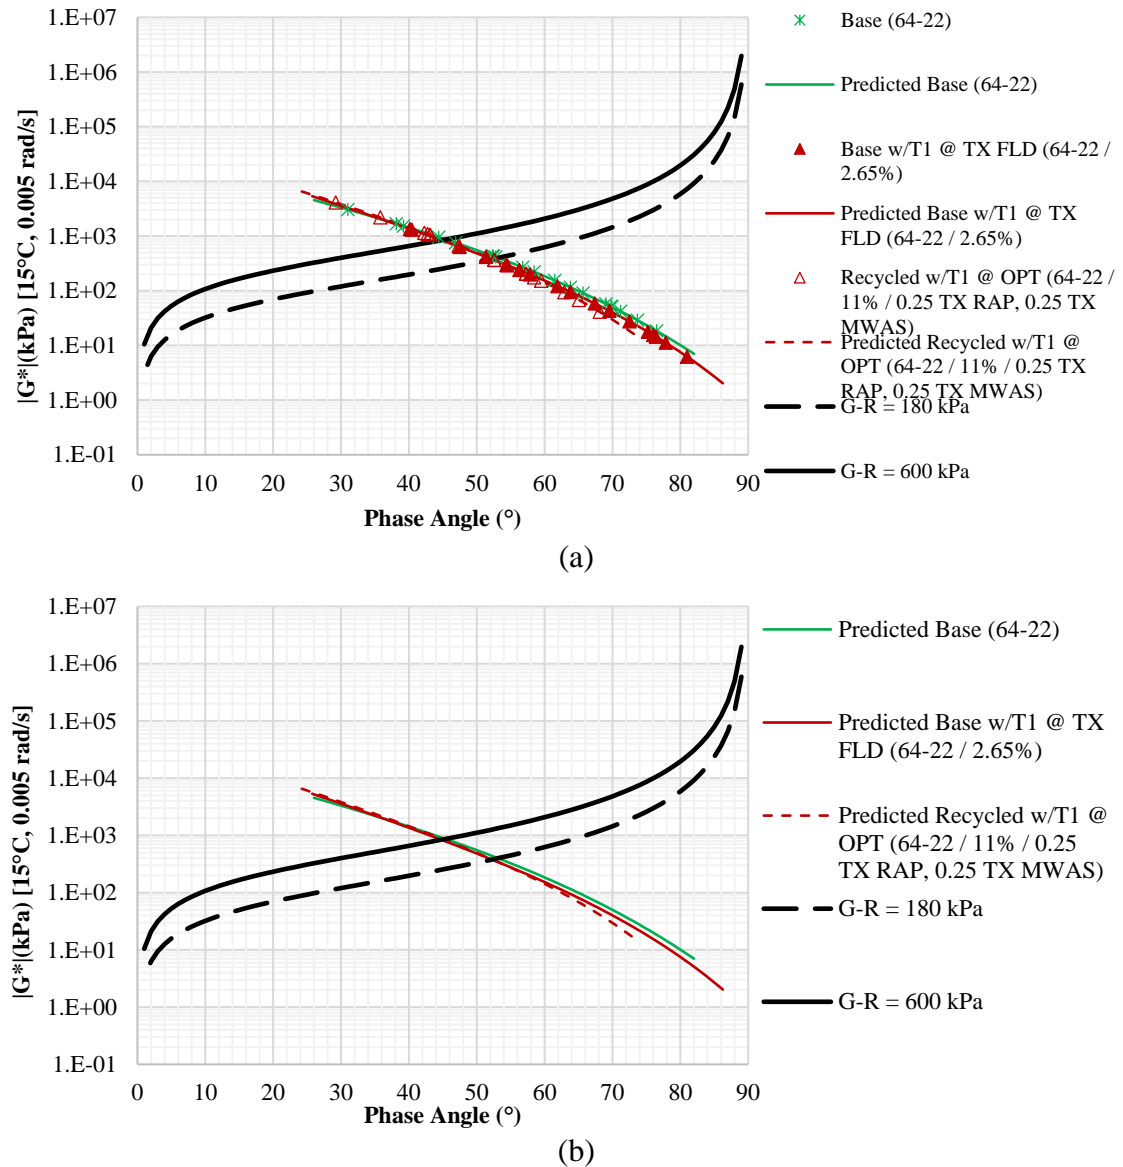 1.E+07
1.E+06
1.E+05
1.E+04
1.E+03
1.E+02
1.E+01
1.E+00
1.E-01
|G*|(kPa) [15°C, 0.005 rad/s]
0 10 20 30 40 50 60 70 80 90
Phase Angle (°)
Base (64-22)
Predicted Base (64-22)
Base w/T1 @ TX FLD (64-22 /
2.65%)
Predicted Base w/T1 @ TX
FLD (64-22 / 2.65%)
Recycled w/T1 @ OPT (64-22 /
11% / 0.25 TX RAP, 0.25 TX
MWAS)
Predicted Recycled w/T1 @
OPT (64-22 / 11% / 0.25 TX
RAP, 0.25 TX MWAS)
G-R = 180 kPa
G-R = 600 kPa
(a)
1.E+07
1.E+06
1.E+05
1.E+04
1.E+03
1.E+02
1.E+01
1.E+00
1.E-01
|G*|(kPa) [15°C, 0.005 rad/s]
0 10 20 30 40 50 60 70 80 90
Phase Angle (°)
Predicted Base (64-22)
Predicted Base w/T1 @ TX
FLD (64-22 / 2.65%)
Predicted Recycled w/T1 @
OPT (64-22 / 11% / 0.25
TX RAP, 0.25 TX MWAS)
G-R = 180 kPa
G-R = 600 kPa
(b)